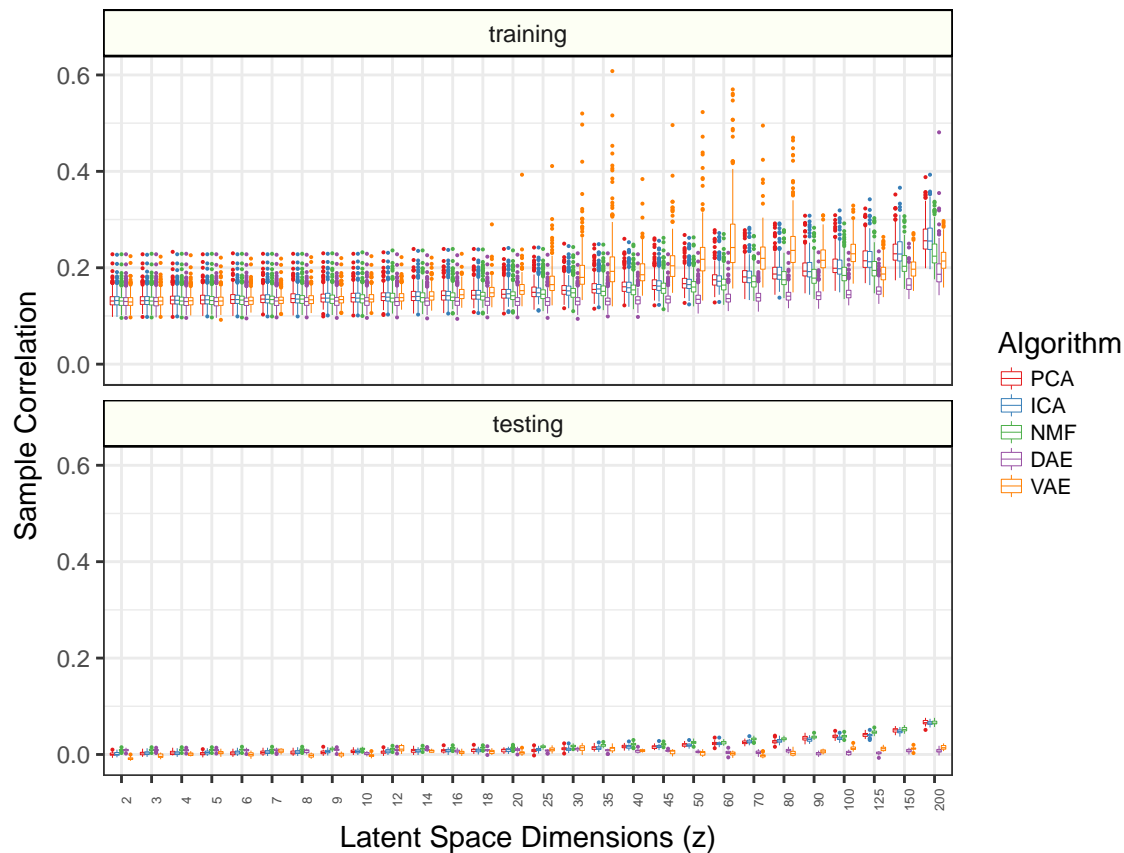 training
0.6
0.4
0.2
0.0
testing
0.6
0.4
0.2
0.0
Sample Correlation
2 3 4 5 6 7 8 9 10 12 14 16 18 20 25 30 35 40 45 50 60 70 80 90 100 125 150 200
Latent Space Dimensions (z)
Algorithm
PCA
ICA
NMF
DAE
VAE